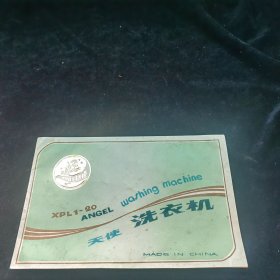 XPL1-20
ANGEL washing machine
天使 洗衣机
MADE IN CHINA